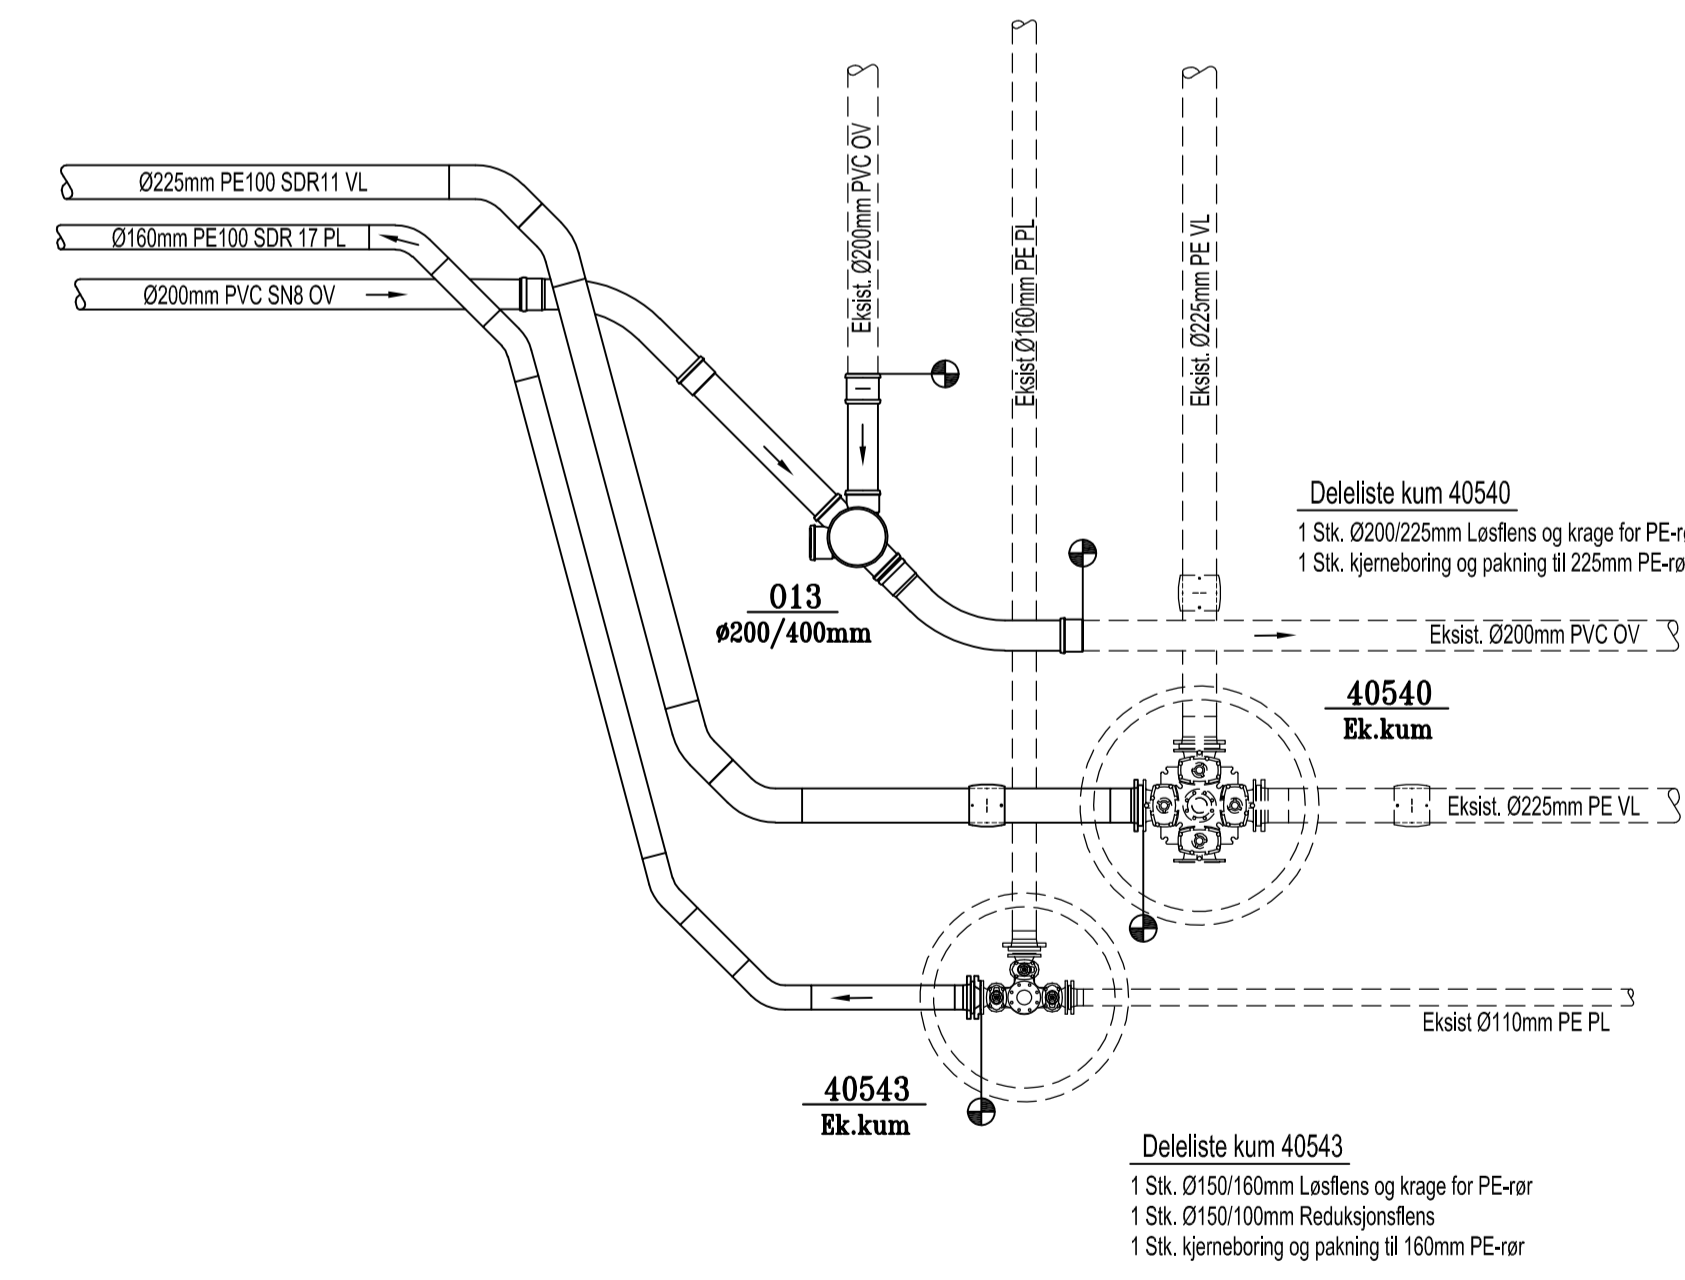 Ø225mm PE100 SDR11 VL
Ø160mm PE100 SDR 17 PL
Ø200mm PVC SN8 OV
Eksist. Ø200mm PVC OV
Eksist Ø160mm PE PL
Eksist. Ø225mm PE VL
Deleliste kum 40540
1 Stk. Ø200/225mm Løsflens og krage for
1 Stk. kjerneboring og pakning til 225mm
O13
ø200/400mm
Eksist. Ø200mm PVC OV
40540
Ek.kum
Eksist. Ø225mm PE VL
Eksist Ø110mm PE PL
40543
Ek.kum
Deleliste kum 40543
1 Stk. Ø150/160mm Løsflens og krage for PE-rør
1 Stk. Ø150/100mm Reduksjonsflens
1 Stk. kjerneboring og pakning til 160mm PE-rør